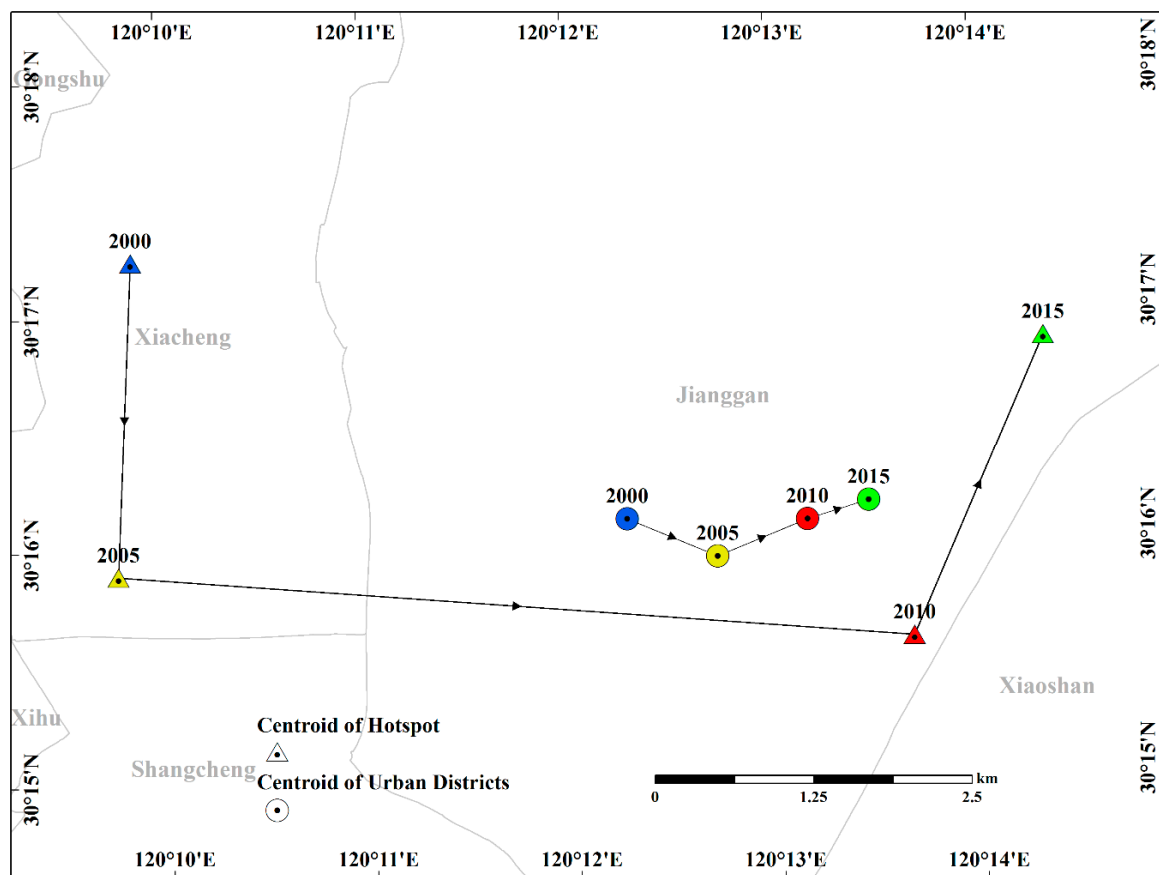 120°10'E 120°11'E 120°12'E 120°13'E 120°14'E
30°18'N
30°18'N
Gongshu
2000
30°17'N
30°17'N
2015
Xiacheng
Jianggan
2015
2000
2010
30°16'N
30°16'N
2005
2005
2010
Xiaoshan
Xihu
Centroid of Hotspot
Shangcheng
Centroid of Urban Districts
km
0 1.25 2.5
30°15'N
30°15'N
120°10'E 120°11'E 120°12'E 120°13'E 120°14'E